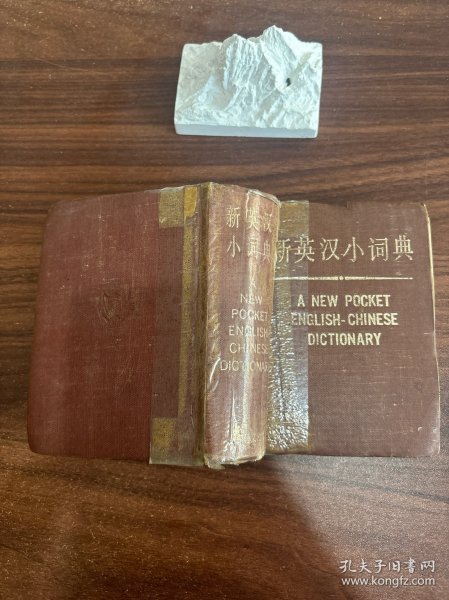 新英汉
小词典
A
NEW
POCKET
ENGLISH-
CHINESE
DICTIONARY
新英汉小词典
A NEW POCKET
ENGLISH-CHINESE
DICTIONARY
孔夫子旧书网
www.kongfz.com